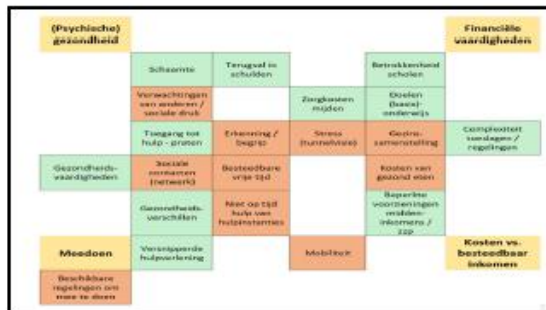 (Psychische)
gezondheid
Financiële
vaardigheden
Schaamte
Terugval in
schulden
Betrokkenheid
scholen
Verwachtingen
van anderen /
sociale druk
Zorgkosten
mijden
Doelen
(basis)-
onderwijs
Toegang tot
hulp - praten
Erkenning /
begrip
Stress
(tunnelvisie)
Gezins-
samenstelling
Complexiteit
toeslagen /
regelingen
Gezondheids-
vaardigheden
Sociale
contacten
(netwerk)
Besteedbare
vrije tijd
Kosten van
gezond eten
Gezondheids-
verschillen
Niet op tijd
hulp van
hulpinstanties
Beperkte
voorzieningen
midden-
inkomens /
zzp
Meedoen
Versnipperde
hulpverlening
Mobiliteit
Kosten vs.
besteedbaar
inkomen
Beschikbare
regelingen om
mee te doen